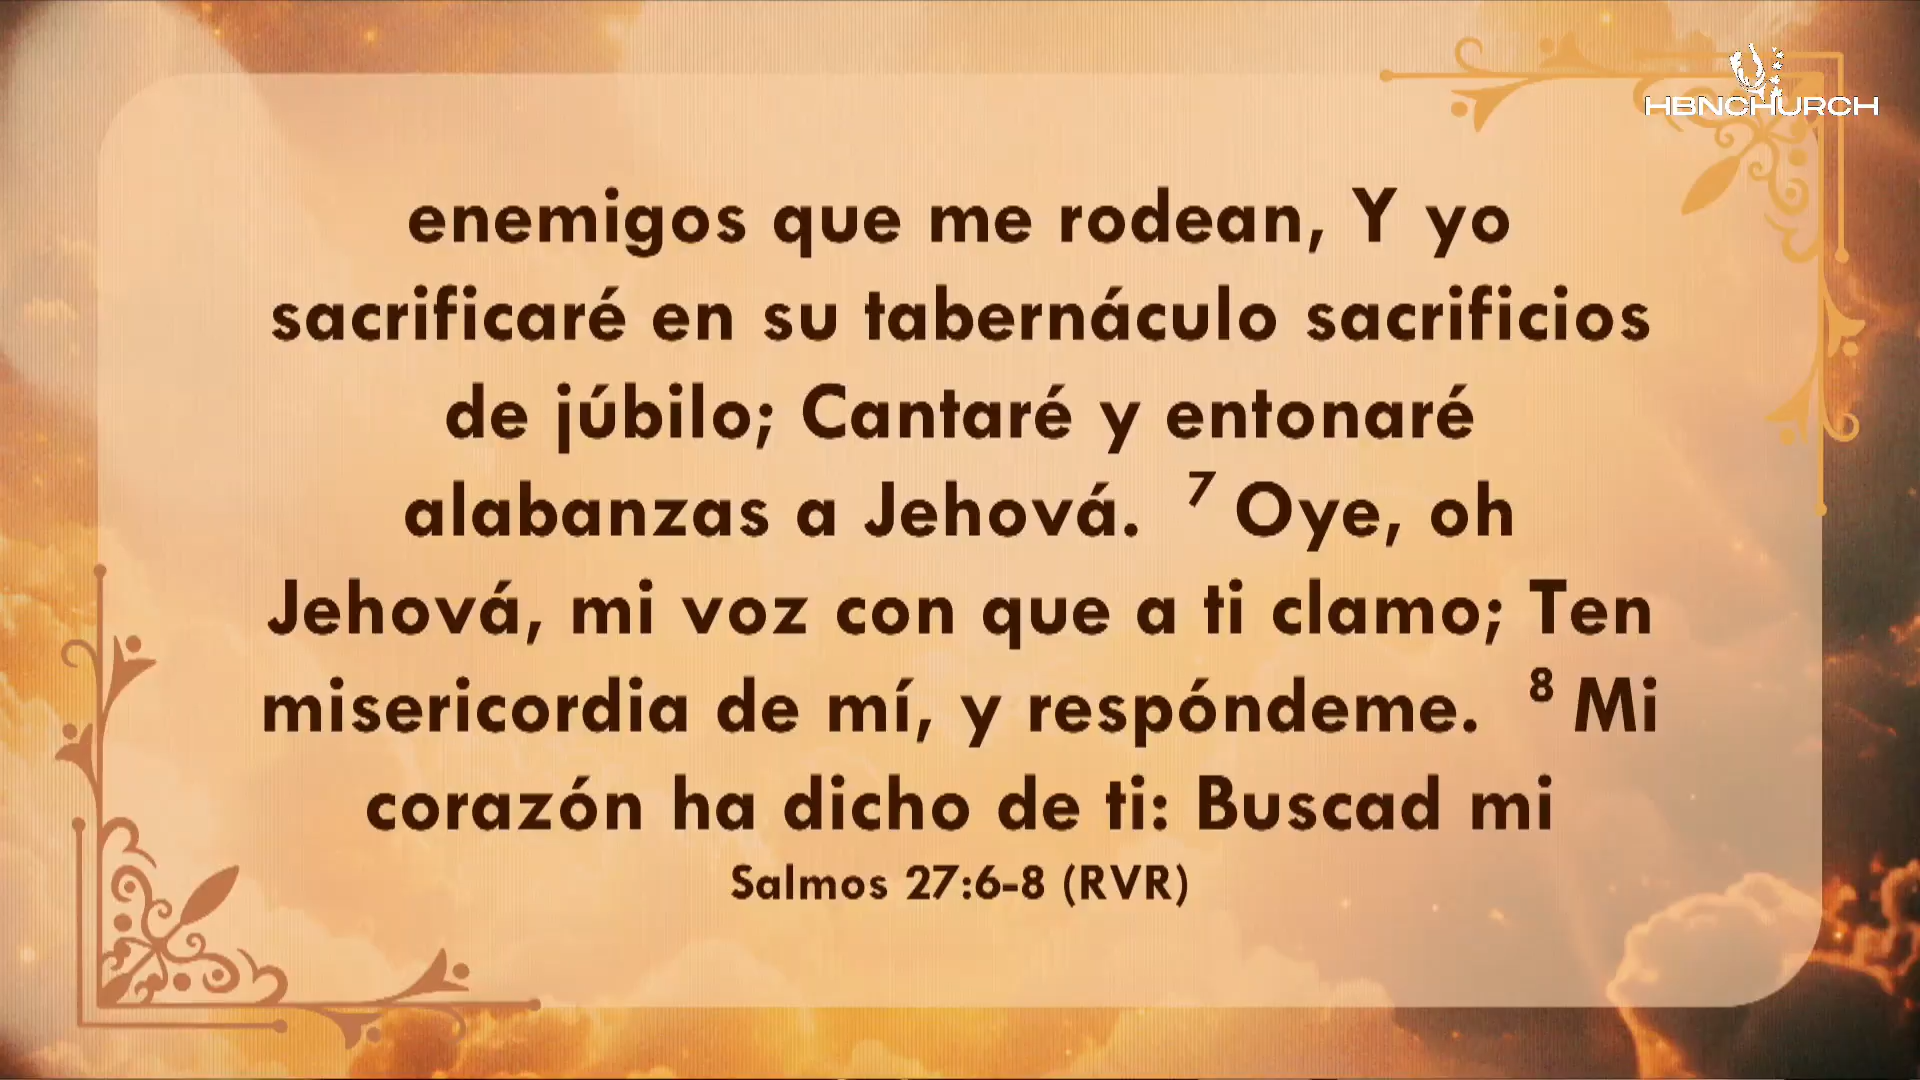 HBNCHURCH
enemigos que me rodean, Y yo
sacrificaré en su tabernáculo sacrificios
de júbilo; Cantaré y entonaré
alabanzas a Jehová. ⁷ Oye, oh
Jehová, mi voz con que a ti clamo; Ten
misericordia de mí, y respóndeme. ⁸ Mi
corazón ha dicho de ti: Buscad mi
Salmos 27:6-8 (RVR)